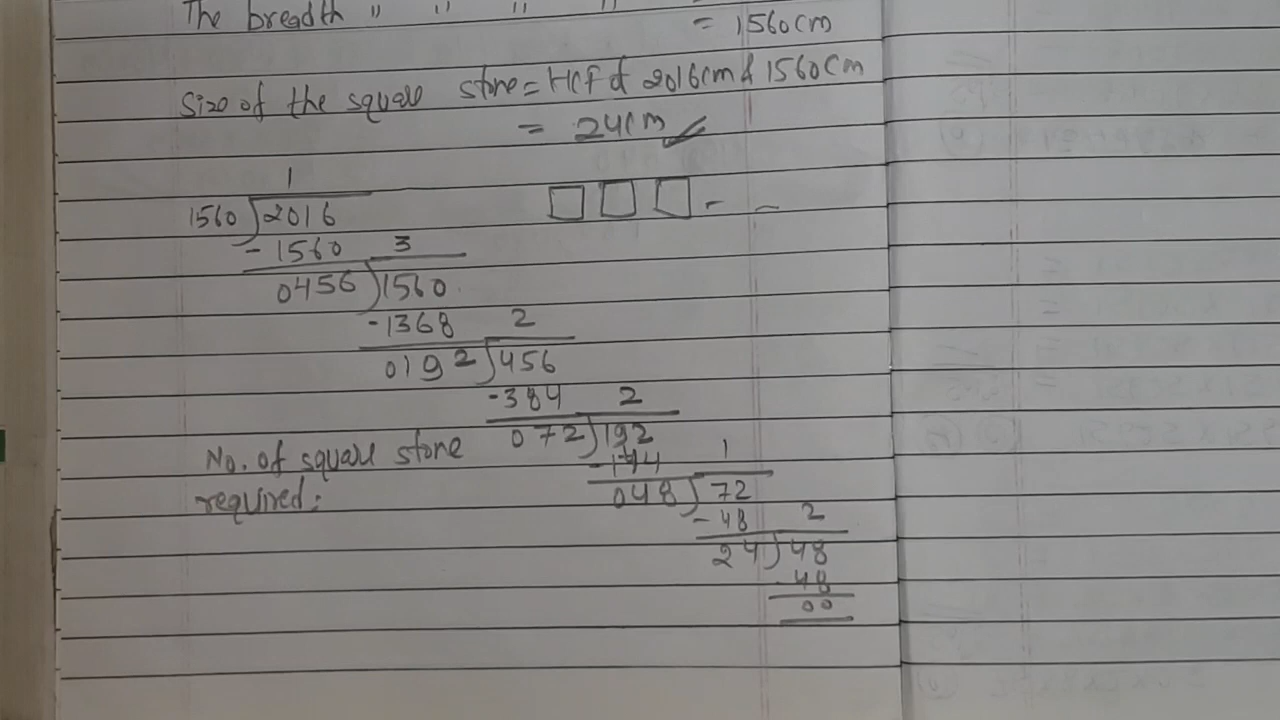 The breadth " " " "
= 1560cm
Size of the square stone = HCF of 2016cm & 1560cm
= 24cm
1
1560)2016
- 1560 3
0456)1560
-1368 2
0192)456
-384 2
072)192
-144 1
048)72
-48 2
24)48
48
00
No. of square stone
required: